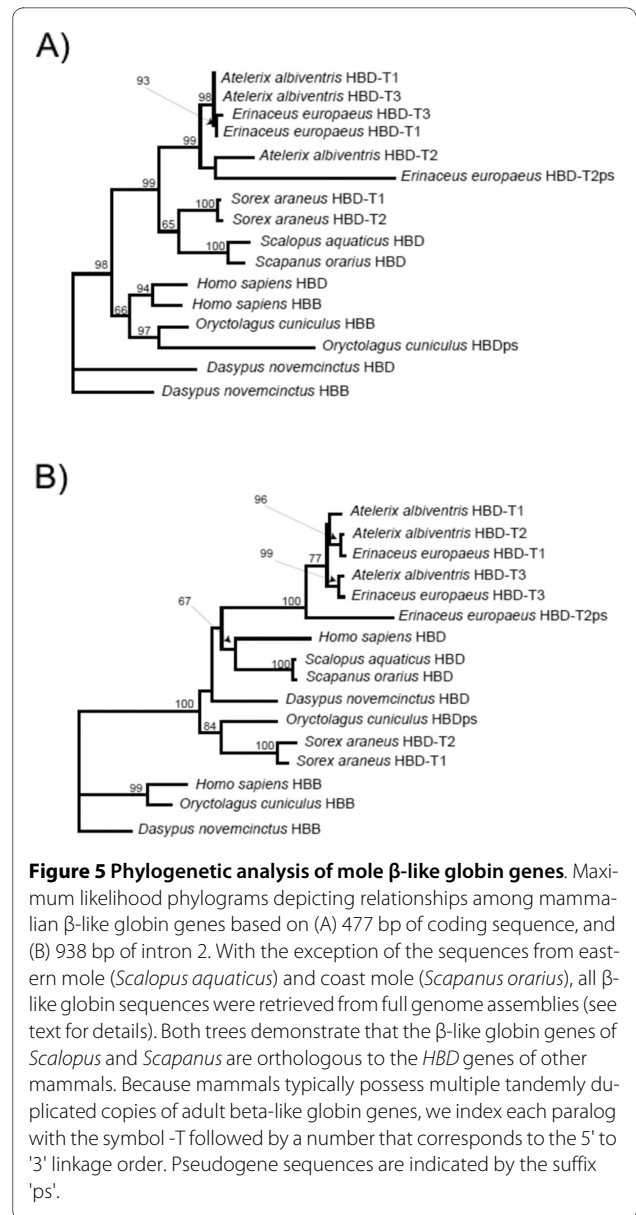 A)
93
Atelerix albiventris HBD-T1
98
Atelerix albiventris HBD-T3
Erinaceus europaeus HBD-T3
Erinaceus europaeus HBD-T1
99
Atelerix albiventris HBD-T2
Erinaceus europaeus HBD-T2ps
99
Sorex araneus HBD-T1
100
Sorex araneus HBD-T2
65
Scalopus aquaticus HBD
100
Scapanus orarius HBD
98
Homo sapiens HBD
94
Homo sapiens HBB
66
Oryctolagus cuniculus HBB
97
Oryctolagus cuniculus HBDps
Dasypus novemcinctus HBD
Dasypus novemcinctus HBB
B)
96
Atelerix albiventris HBD-T1
Atelerix albiventris HBD-T2
99
Erinaceus europaeus HBD-T1
77
Atelerix albiventris HBD-T3
Erinaceus europaeus HBD-T3
100
Erinaceus europaeus HBD-T2ps
67
Homo sapiens HBD
Scalopus aquaticus HBD
100
Scapanus orarius HBD
Dasypus novemcinctus HBD
100
Oryctolagus cuniculus HBDps
84
Sorex araneus HBD-T2
100
Sorex araneus HBD-T1
Homo sapiens HBB
99
Oryctolagus cuniculus HBB
Dasypus novemcinctus HBB
Figure 5 Phylogenetic analysis of mole β-like globin genes. Maxi-
mum likelihood phylograms depicting relationships among mamma-
lian β-like globin genes based on (A) 477 bp of coding sequence, and
(B) 938 bp of intron 2. With the exception of the sequences from east-
ern mole (Scalopus aquaticus) and coast mole (Scapanus orarius), all β-
like globin sequences were retrieved from full genome assemblies (see
text for details). Both trees demonstrate that the β-like globin genes of
Scalopus and Scapanus are orthologous to the HBD genes of other
mammals. Because mammals typically possess multiple tandemly du-
plicated copies of adult beta-like globin genes, we index each paralog
with the symbol -T followed by a number that corresponds to the 5' to
'3' linkage order. Pseudogene sequences are indicated by the suffix
'ps'.